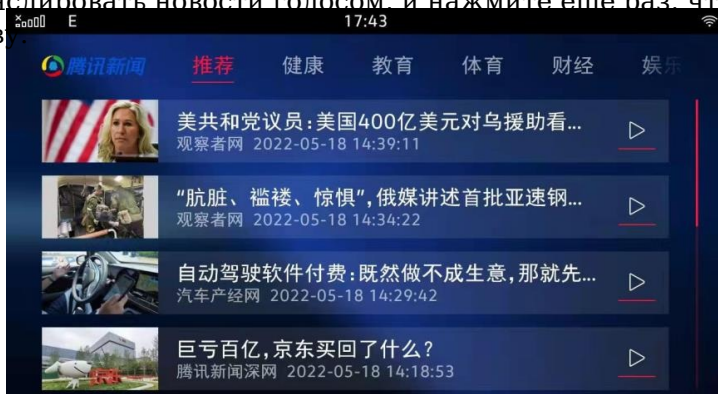 новости голосом, и нажмите еще раз, чт
E 17:43
腾讯新闻 推荐 健康 教育 体育 财经 娱乐
美共和党议员:美国400亿美元对乌援助看...
观察者网 2022-05-18 14:39:11
“肮脏、褴褛、惊惧”,俄媒讲述首批亚速钢...
观察者网 2022-05-18 14:34:22
自动驾驶软件付费:既然做不成生意,那就先...
汽车产经网 2022-05-18 14:29:42
巨亏百亿,京东买回了什么?
腾讯新闻深网 2022-05-18 14:18:53